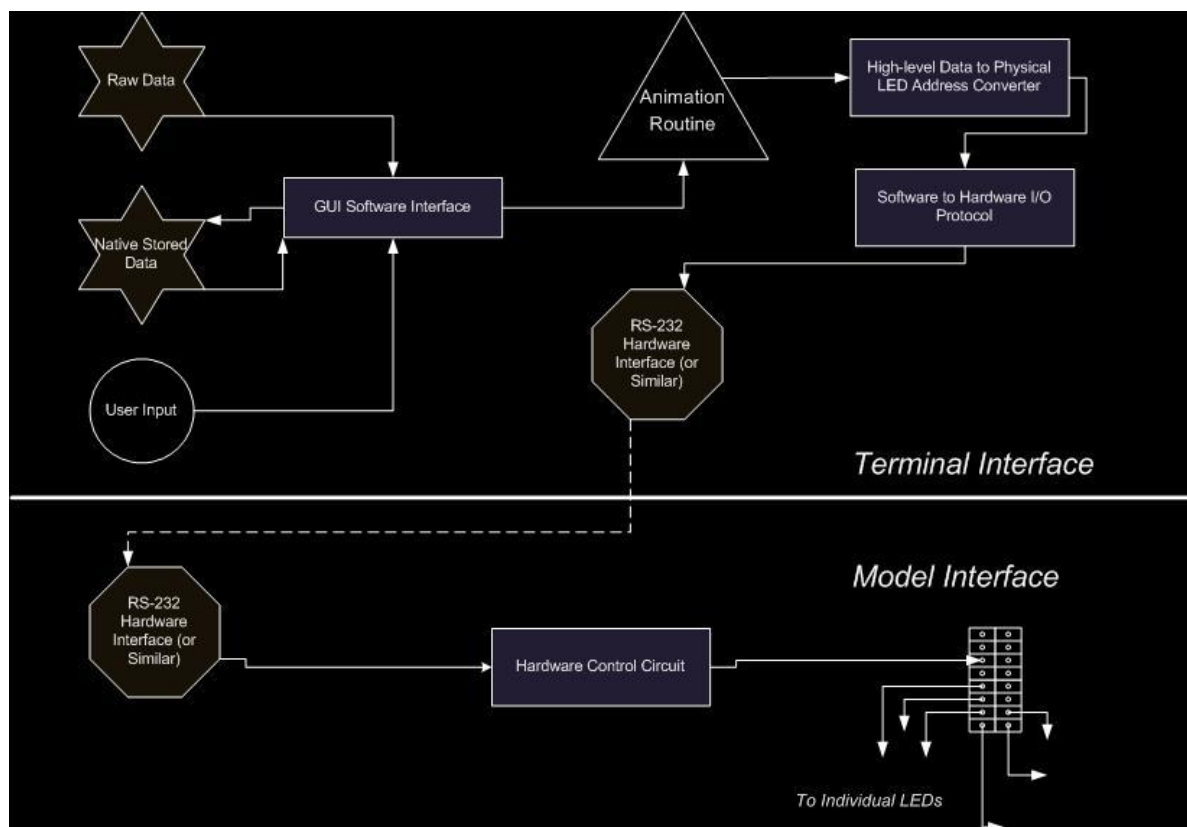 Raw Data
Animation
Routine
High-level Data to Physical
LED Address Converter
GUI Software Interface
Software to Hardware I/O
Protocol
Native Stored
Data
RS-232
Hardware
Interface (or
Similar)
User Input
Terminal Interface
Model Interface
RS-232
Hardware
Interface (or
Similar)
Hardware Control Circuit
To Individual LEDs